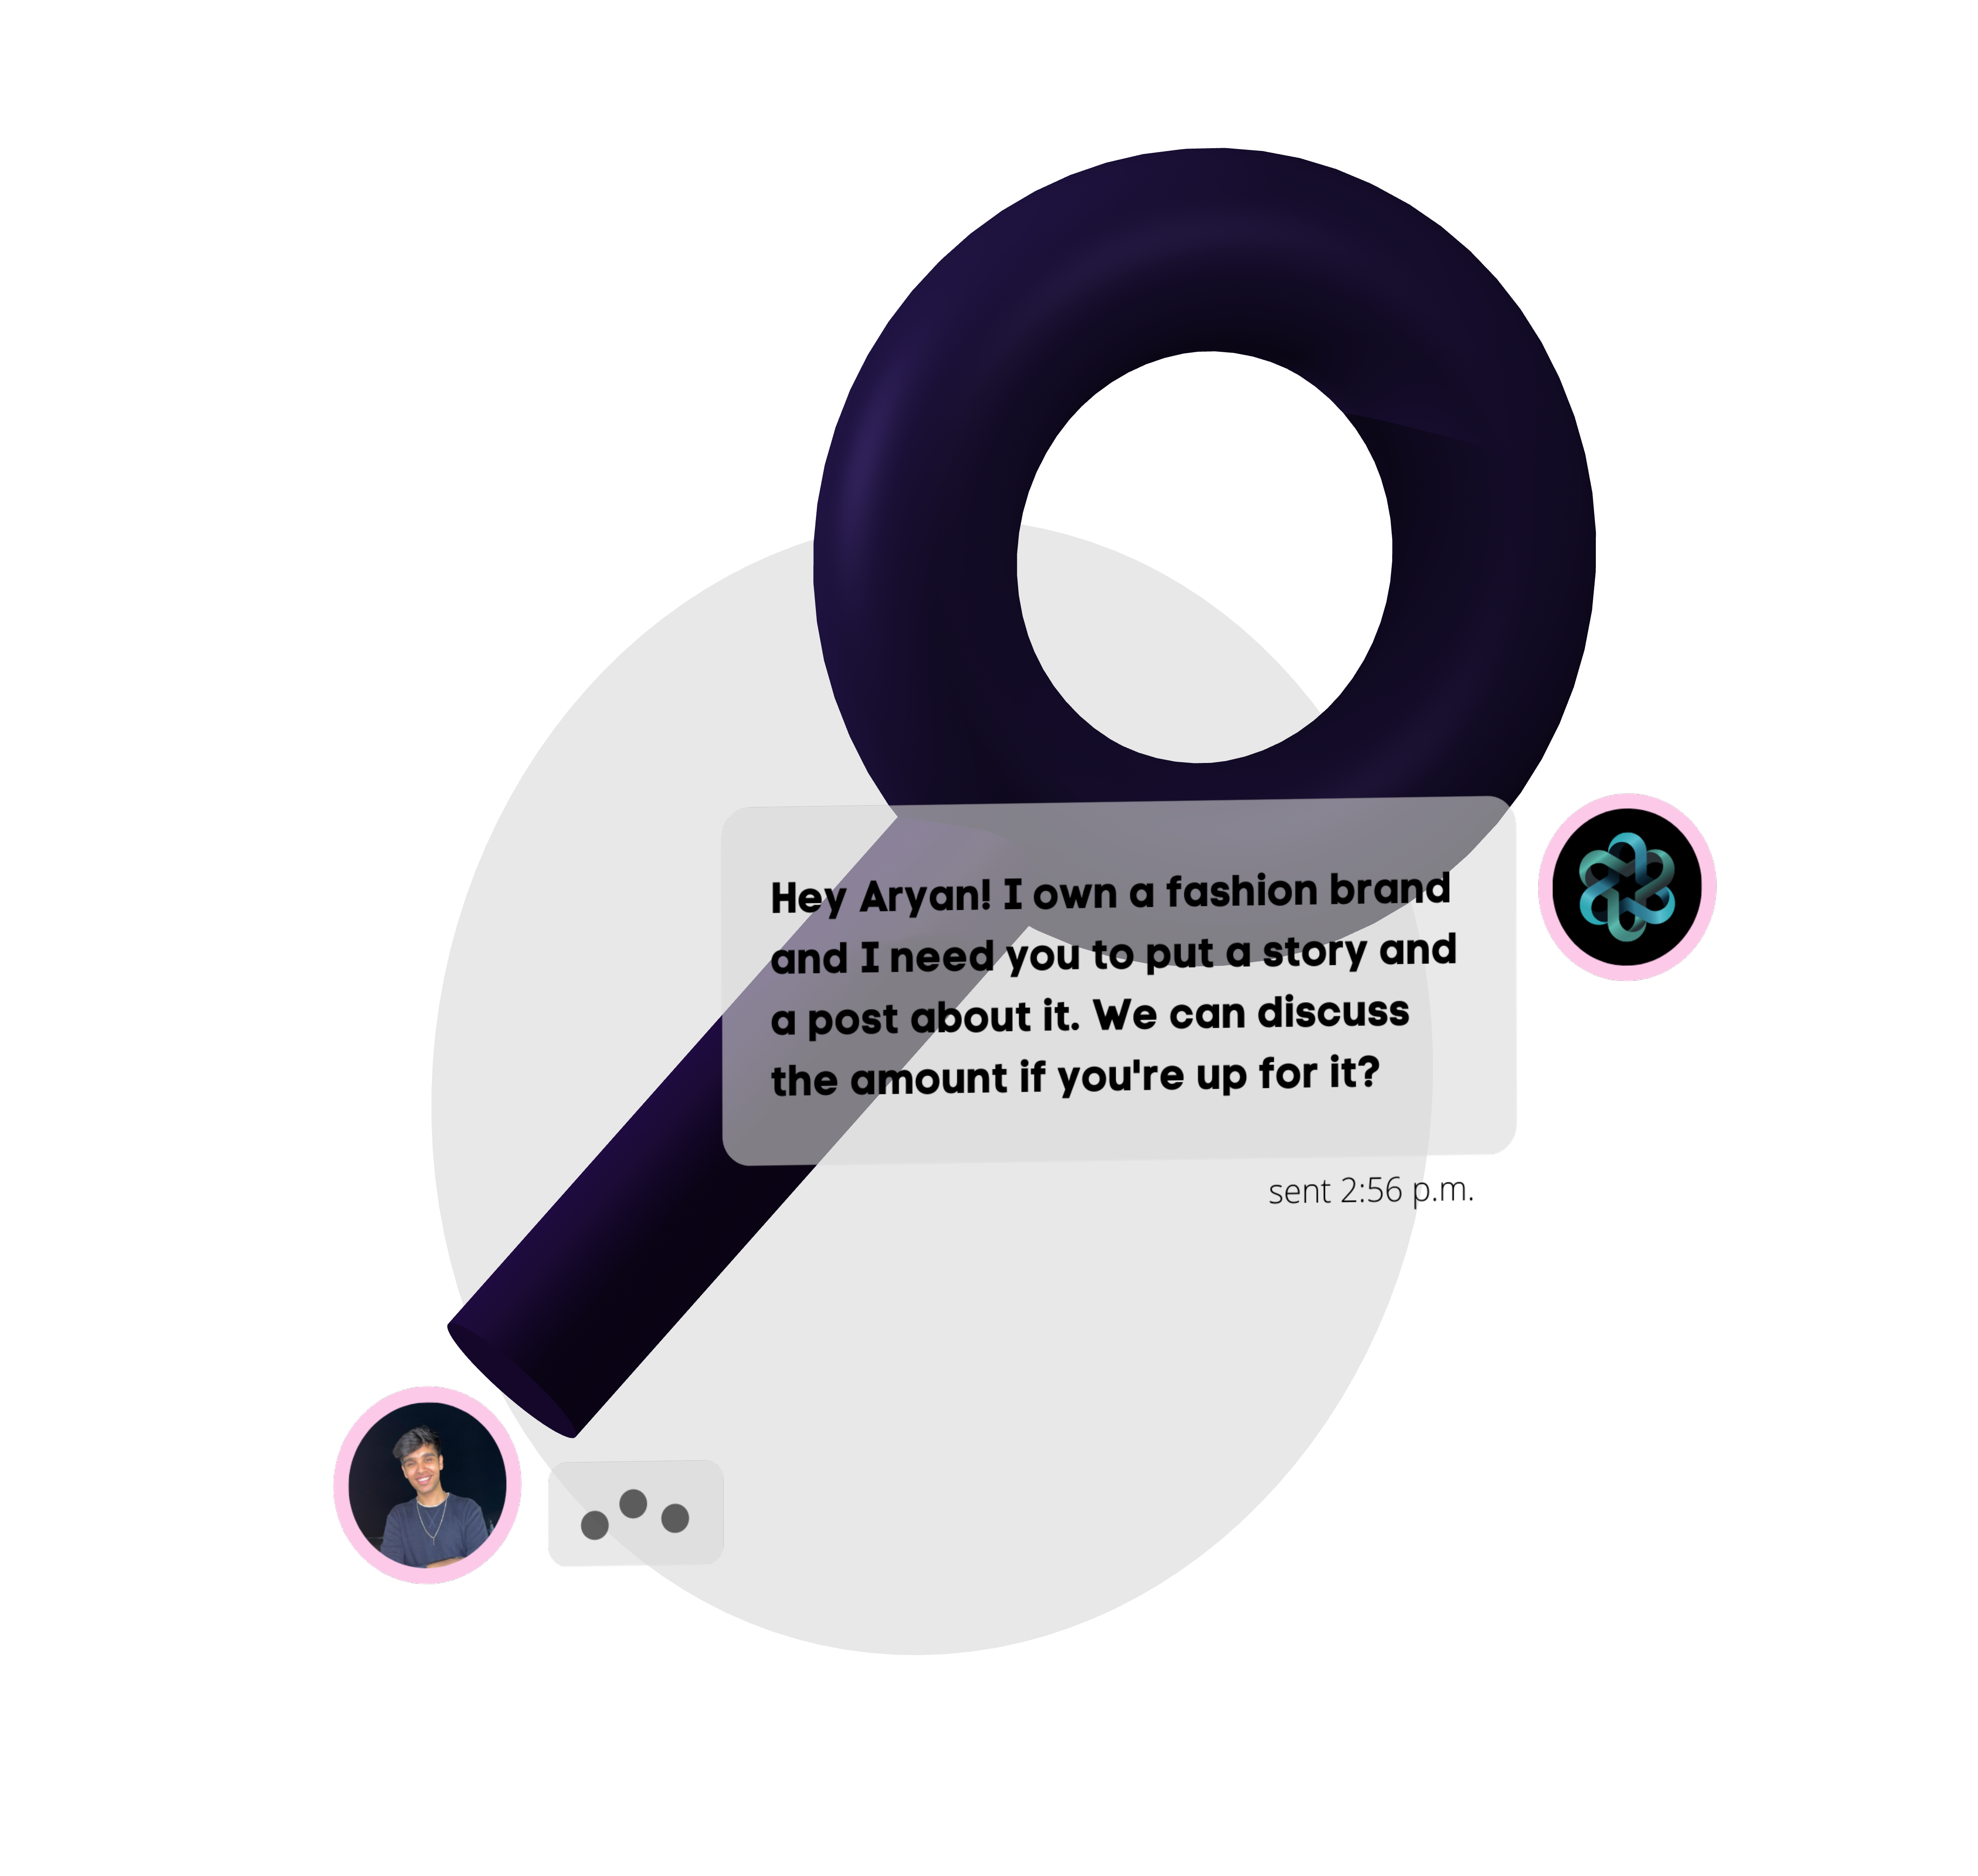 Hey Aryan! I own a fashion brand
and I need you to put a story and
a post about it. We can discuss
the amount if you're up for it?
sent 2:56 p.m.